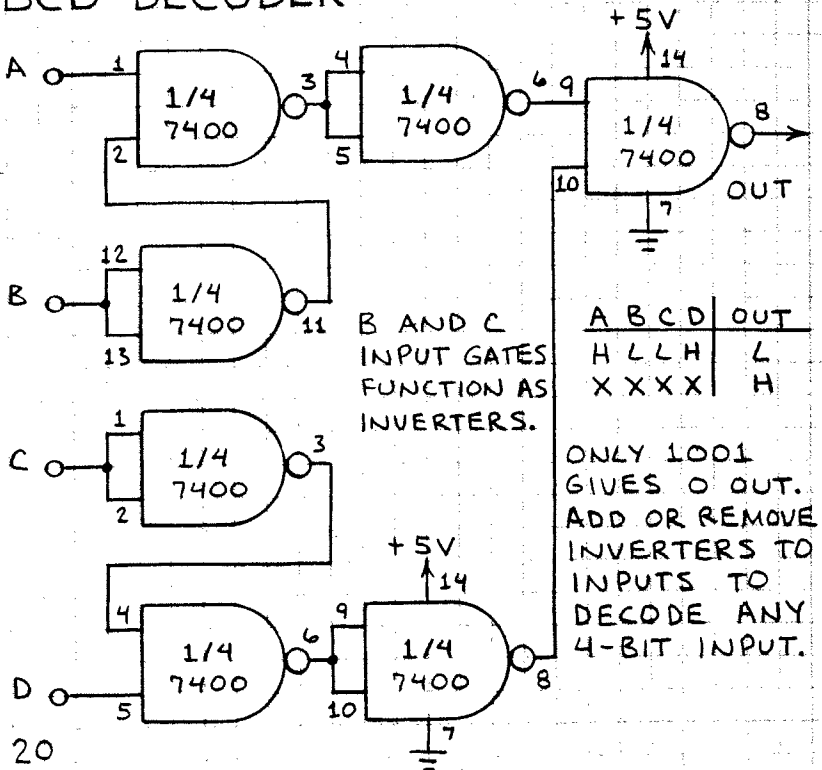 BCD DECODER
+5V
14
A
1
2
1/4
7400
3
4
5
1/4
7400
6
9
10
1/4
7400
8
OUT
7
B
12
13
1/4
7400
11
B AND C
INPUT GATES
FUNCTION AS
INVERTERS.
A B C D OUT
H L L H L
X X X X H
C
1
2
1/4
7400
3
ONLY 1001
GIVES 0 OUT.
ADD OR REMOVE
INVERTERS TO
INPUTS TO
DECODE ANY
4-BIT INPUT.
+5V
14
D
4
5
1/4
7400
6
9
10
1/4
7400
8
7
20